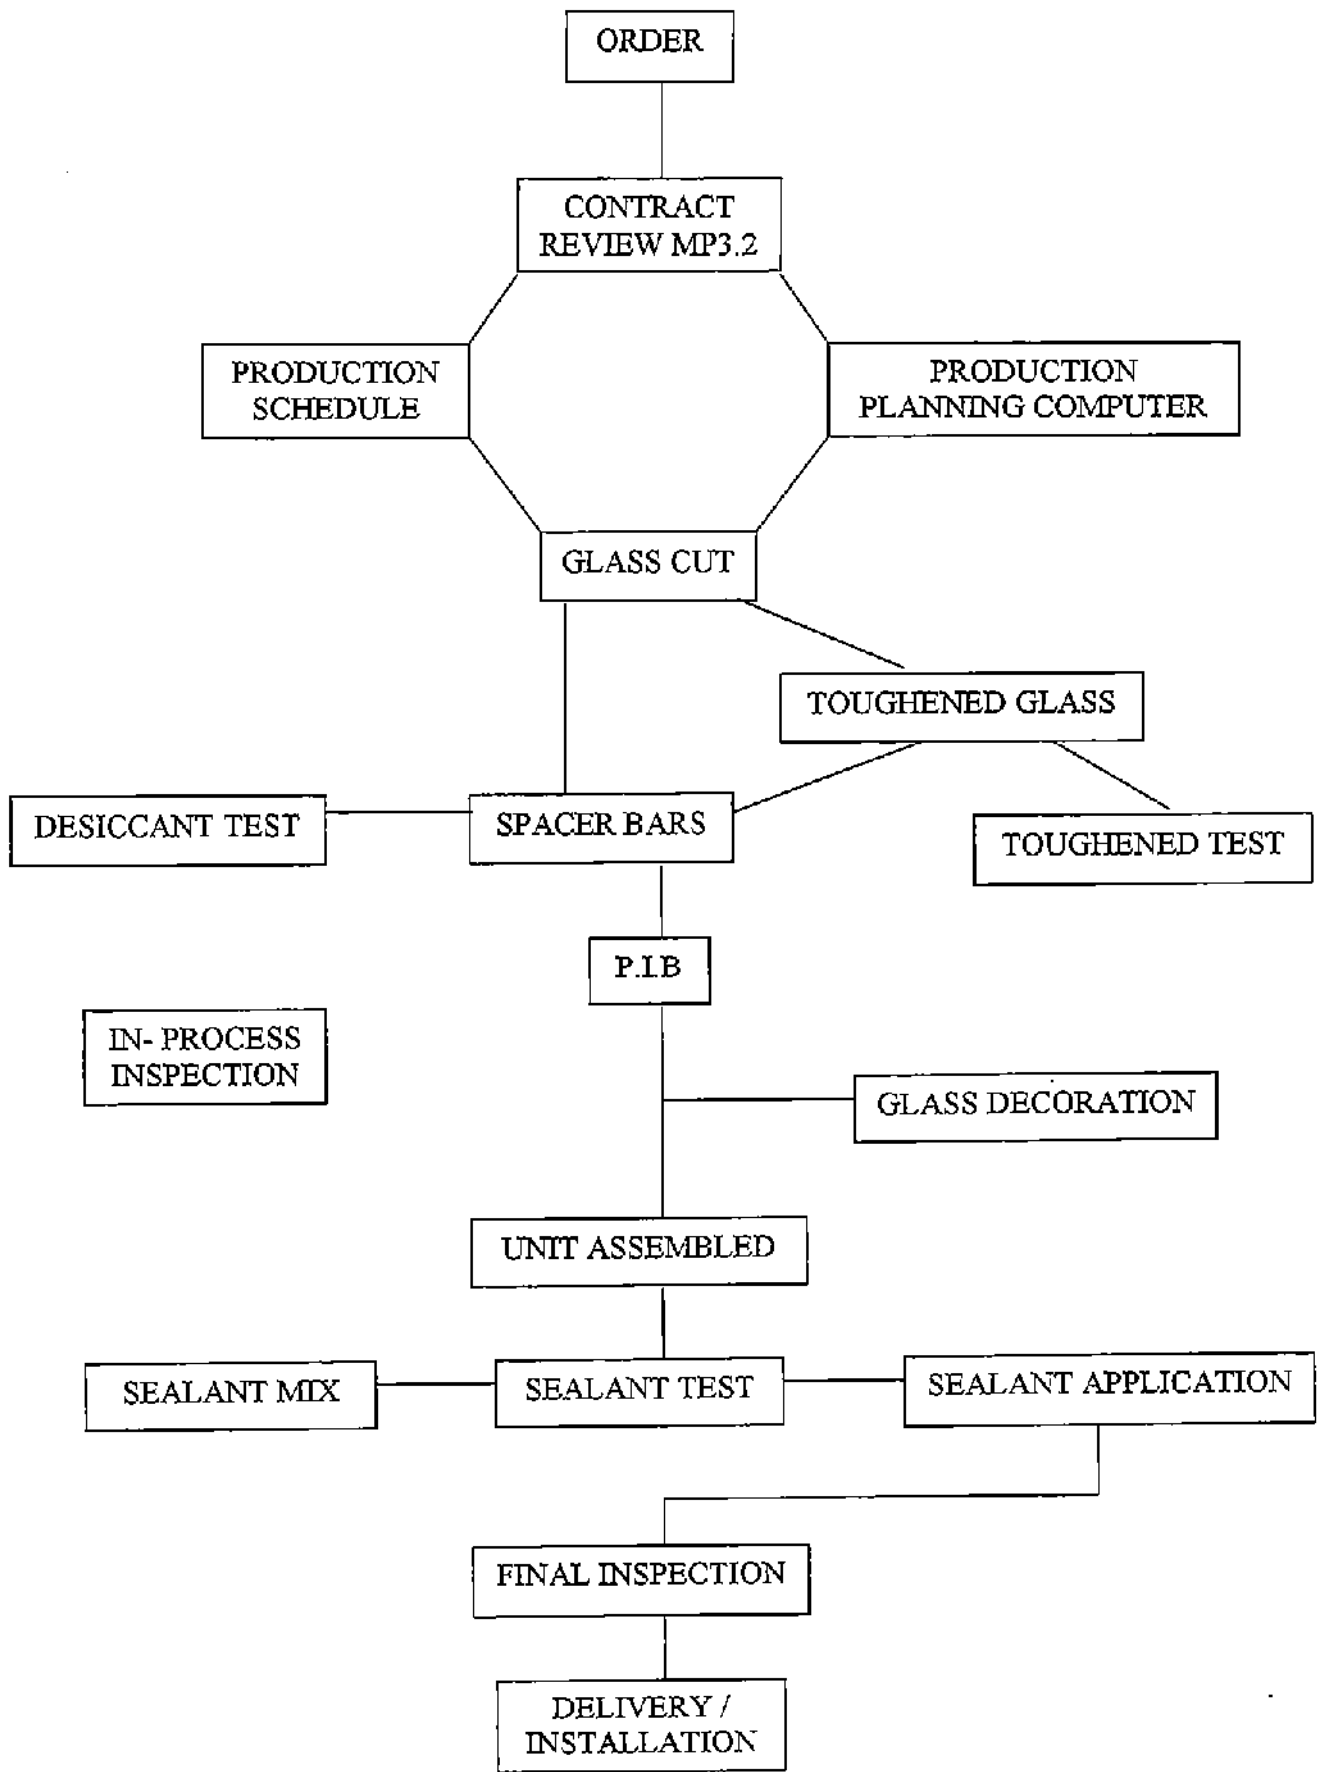 ORDER
CONTRACT
REVIEW MP3.2
PRODUCTION
SCHEDULE
PRODUCTION
PLANNING COMPUTER
GLASS CUT
TOUGHENED GLASS
DESICCANT TEST
SPACER BARS
TOUGHENED TEST
P.I.B
IN- PROCESS
INSPECTION
GLASS DECORATION
UNIT ASSEMBLED
SEALANT MIX
SEALANT TEST
SEALANT APPLICATION
FINAL INSPECTION
DELIVERY /
INSTALLATION